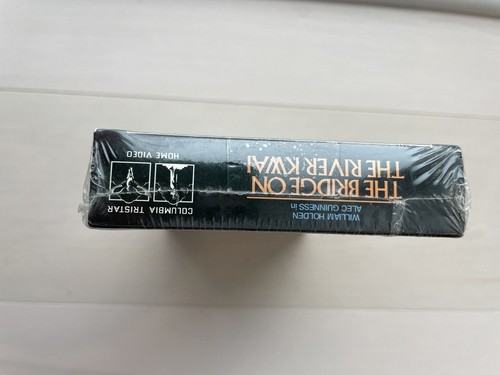 WILLIAM HOLDEN
ALEC GUINNESS in
THE BRIDGE ON
THE RIVER KWAI
COLUMBIA TRISTAR
HOME VIDEO